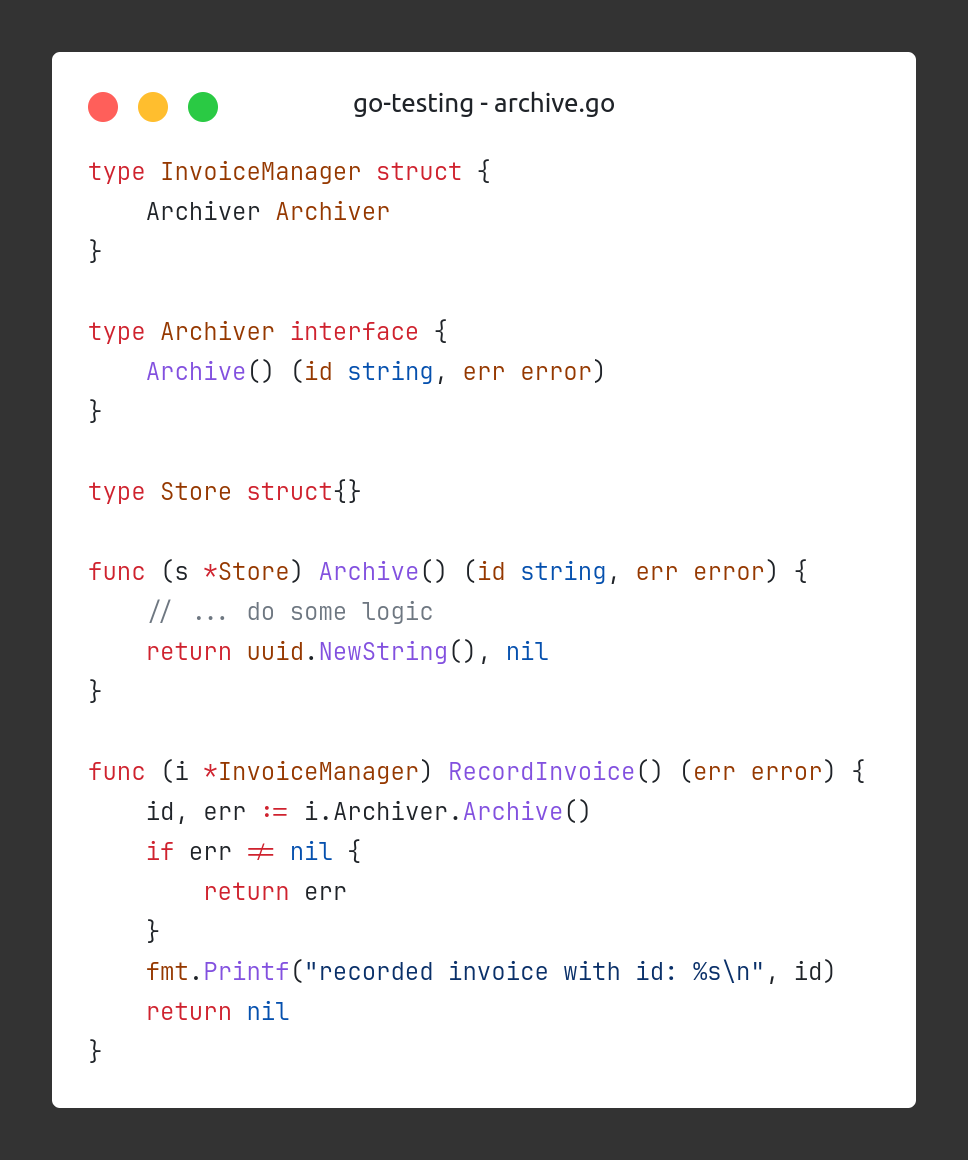 go-testing - archive.go
type InvoiceManager struct {
    Archiver Archiver
}

type Archiver interface {
    Archive() (id string, err error)
}

type Store struct{}

func (s *Store) Archive() (id string, err error) {
    // ... do some logic
    return uuid.NewString(), nil
}

func (i *InvoiceManager) RecordInvoice() (err error) {
    id, err := i.Archiver.Archive()
    if err != nil {
        return err
    }
    fmt.Printf("recorded invoice with id: %s\n", id)
    return nil
}